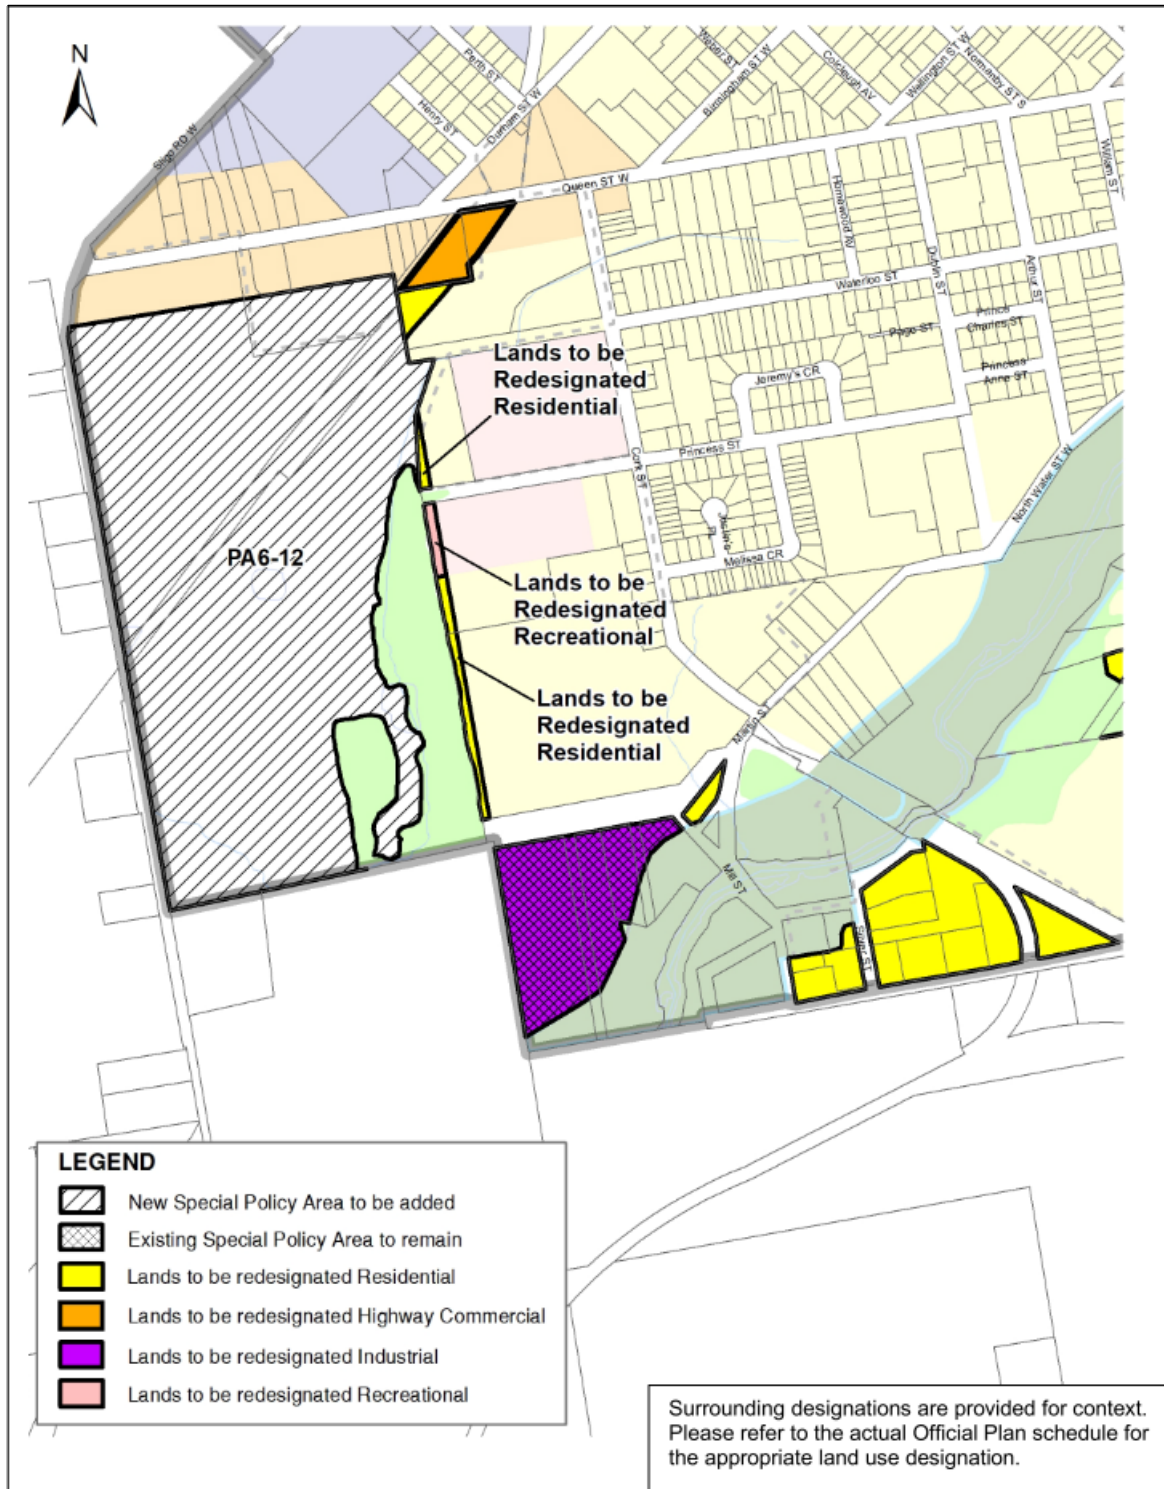 N
Perth ST
Weber ST
Birmingham ST W
Colcleugh AV
Wellington ST W
Normanby ST S
Henry ST
Durham ST W
Sligo RD W
William ST
Queen ST W
Homewood AV
Dublin ST
Arthur ST
Waterloo ST
Page ST
Prince
Charles ST
Princess
Anne ST
Jeremy's CR
Lands to be
Redesignated
Residential
Princess ST
Cork ST
North Water ST W
Justin's
PL
Melissa CR
PA6-12
Lands to be
Redesignated
Recreational
Lands to be
Redesignated
Residential
Martin ST
Mill ST
LEGEND
New Special Policy Area to be added
Existing Special Policy Area to remain
Lands to be redesignated Residential
Lands to be redesignated Highway Commercial
Lands to be redesignated Industrial
Lands to be redesignated Recreational
Surrounding designations are provided for context.
Please refer to the actual Official Plan schedule for
the appropriate land use designation.